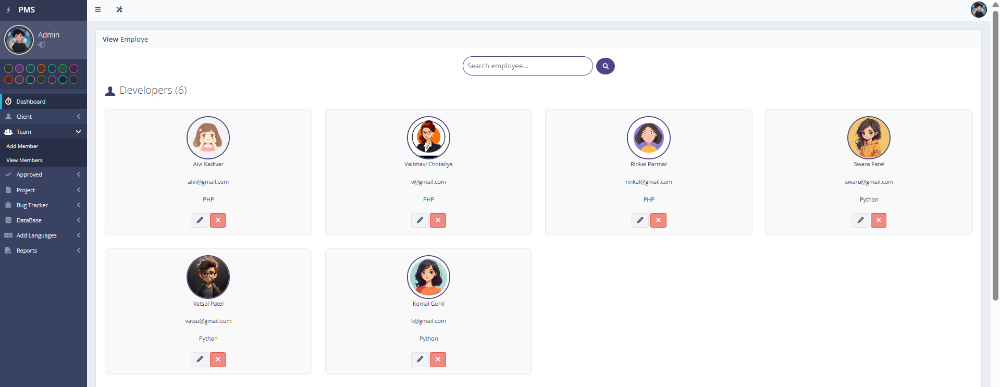 PMS
Admin
Dashboard
Client
Team
Add Member
View Members
Approved
Project
Bug Tracker
DataBase
Add Languages
Reports
View Employe
Search employee...
Developers (6)
Alvi Kadivar
alvi@gmail.com
PHP
Vaibhavi Chotaliya
v@gmail.com
PHP
Rinkal Parmar
rinkal@gmail.com
PHP
Swara Patel
swaru@gmail.com
Python
Vatsal Patel
vatsu@gmail.com
Python
Komal Gohil
k@gmail.com
Python